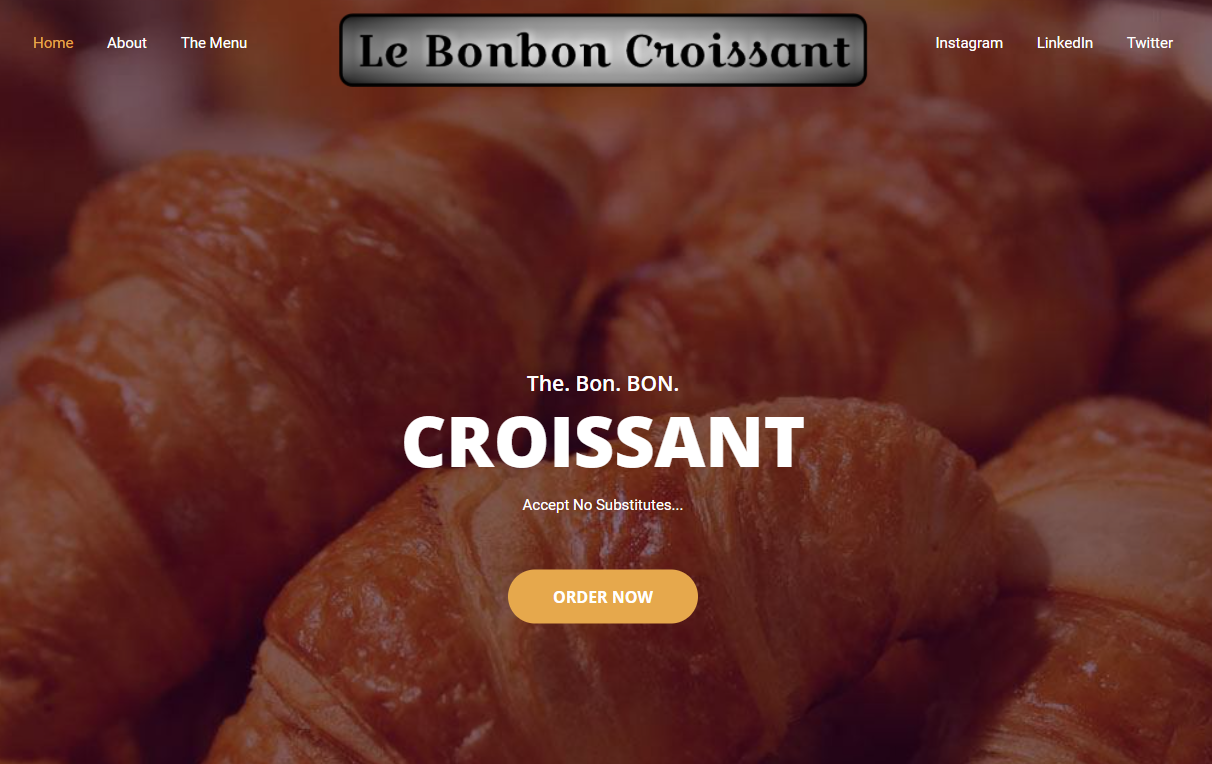 Home About The Menu Le Bonbon Croissant Instagram LinkedIn Twitter
The. Bon. BON.
CROISSANT
Accept No Substitutes...
ORDER NOW